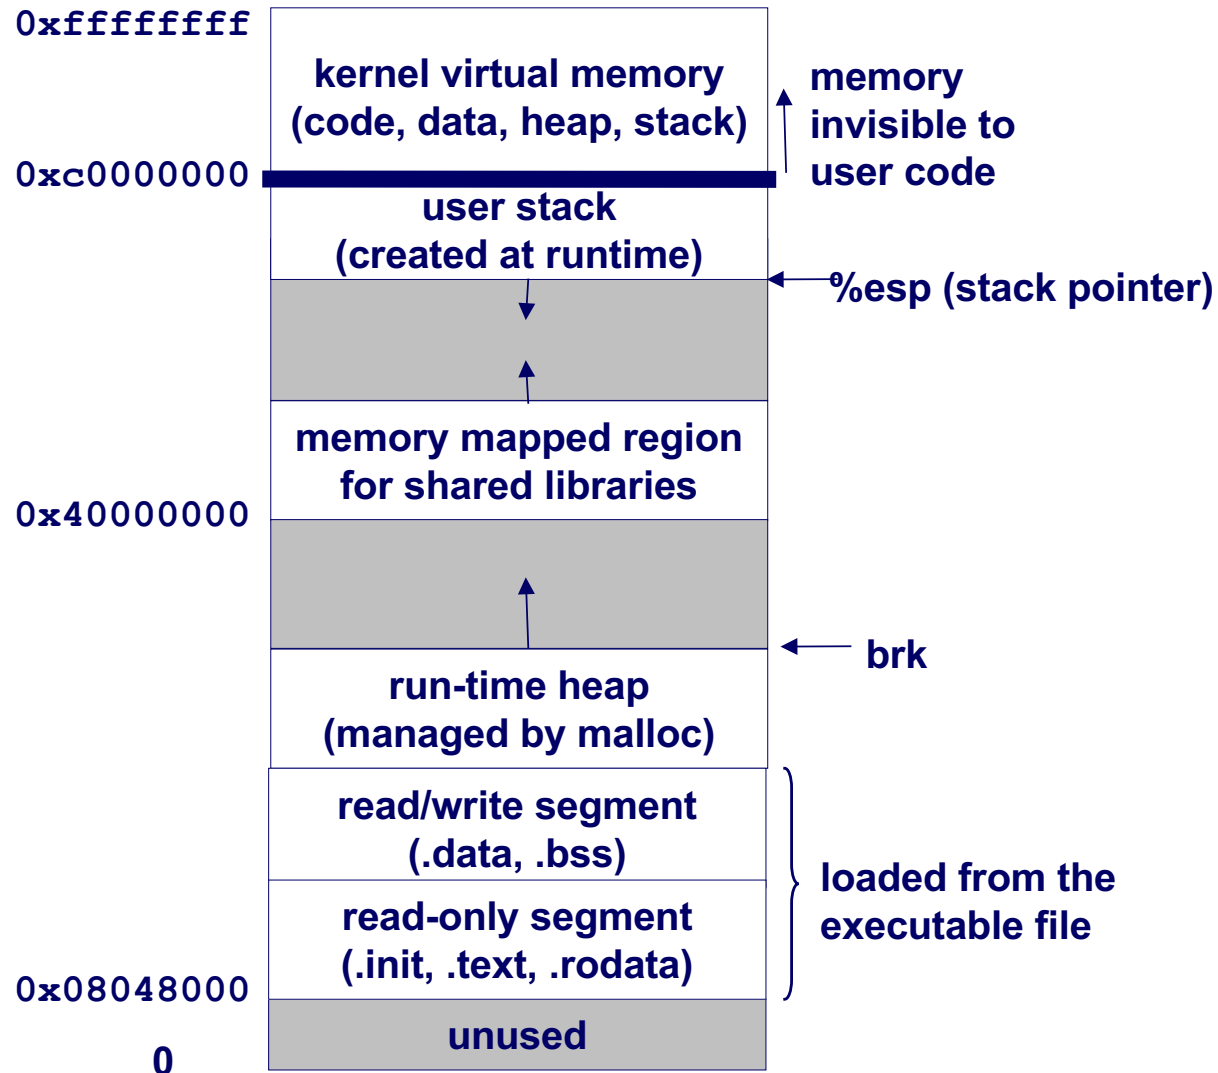 0xffffffff
kernel virtual memory
(code, data, heap, stack)
memory
invisible to
user code
0xc0000000
user stack
(created at runtime)
%esp (stack pointer)
memory mapped region
for shared libraries
0x40000000
brk
run-time heap
(managed by malloc)
read/write segment
(.data, .bss)
loaded from the
executable file
read-only segment
(.init, .text, .rodata)
0x08048000
unused
0